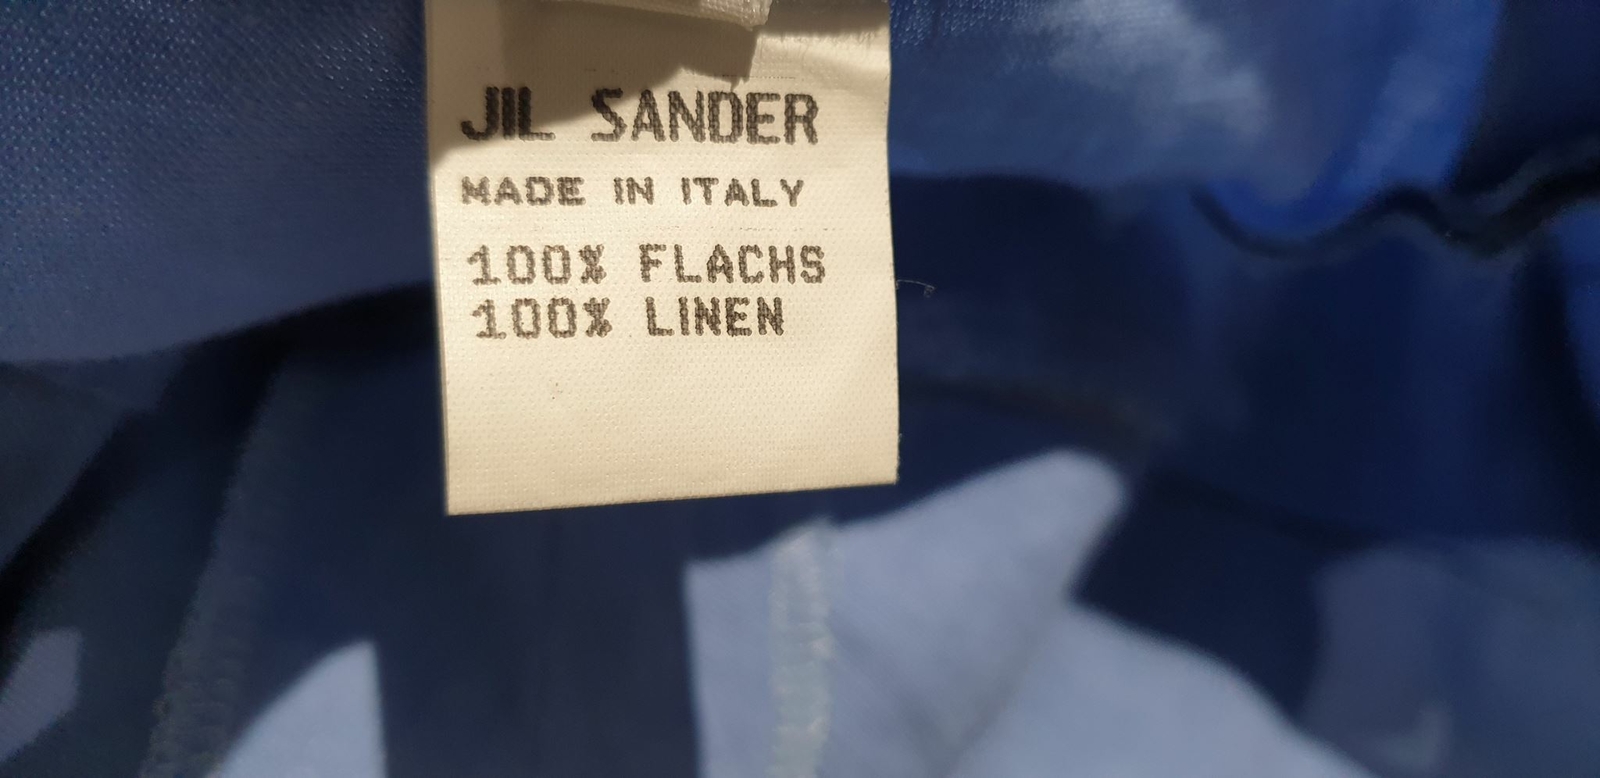 JIL SANDER
MADE IN ITALY
100% FLACHS
100% LINEN